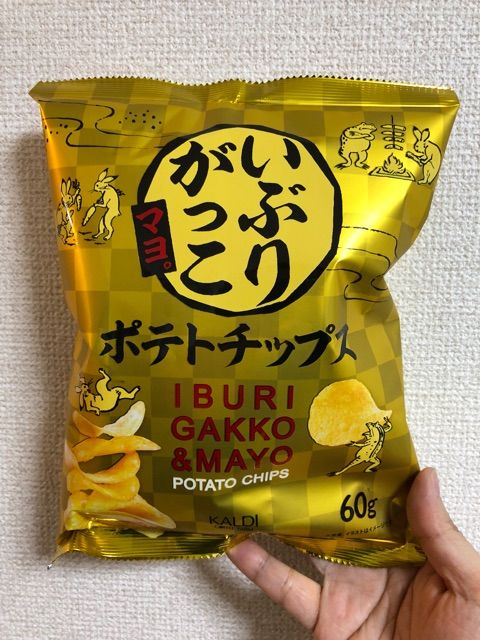 いぶり
がっこ
マヨ。
ポテトチップス
IBURI
GAKKO
&MAYO
POTATO CHIPS
60g
KALDI